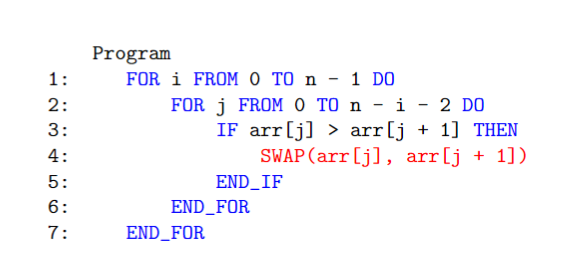 Program
1: FOR i FROM 0 TO n - 1 DO
2: FOR j FROM 0 TO n - i - 2 DO
3: IF arr[j] > arr[j + 1] THEN
4: SWAP(arr[j], arr[j + 1])
5: END_IF
6: END_FOR
7: END_FOR